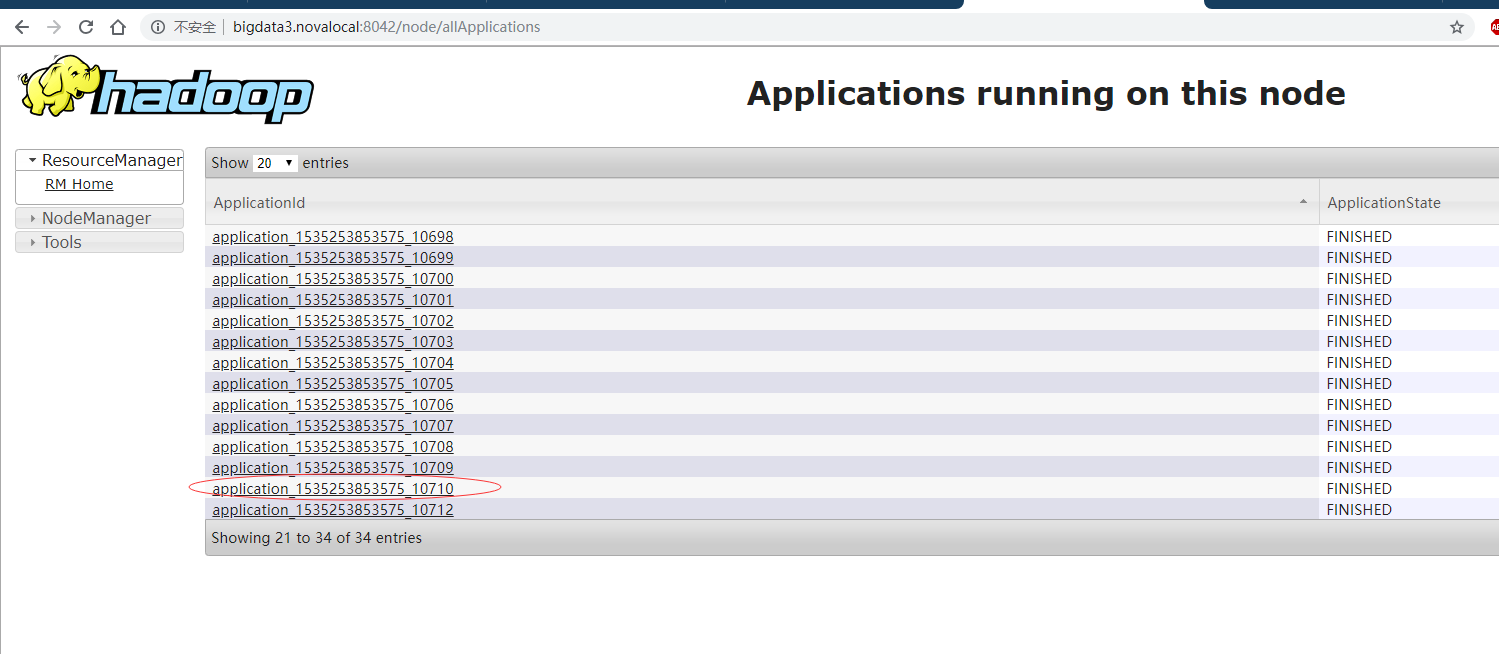 不安全 bigdata3.novalocal:8042/node/allApplications
hadoop
Applications running on this node
ResourceManager
RM Home
NodeManager
Tools
Show 20 entries
ApplicationId ApplicationState
application_1535253853575_10698 FINISHED
application_1535253853575_10699 FINISHED
application_1535253853575_10700 FINISHED
application_1535253853575_10701 FINISHED
application_1535253853575_10702 FINISHED
application_1535253853575_10703 FINISHED
application_1535253853575_10704 FINISHED
application_1535253853575_10705 FINISHED
application_1535253853575_10706 FINISHED
application_1535253853575_10707 FINISHED
application_1535253853575_10708 FINISHED
application_1535253853575_10709 FINISHED
application_1535253853575_10710 FINISHED
application_1535253853575_10712 FINISHED
Showing 21 to 34 of 34 entries